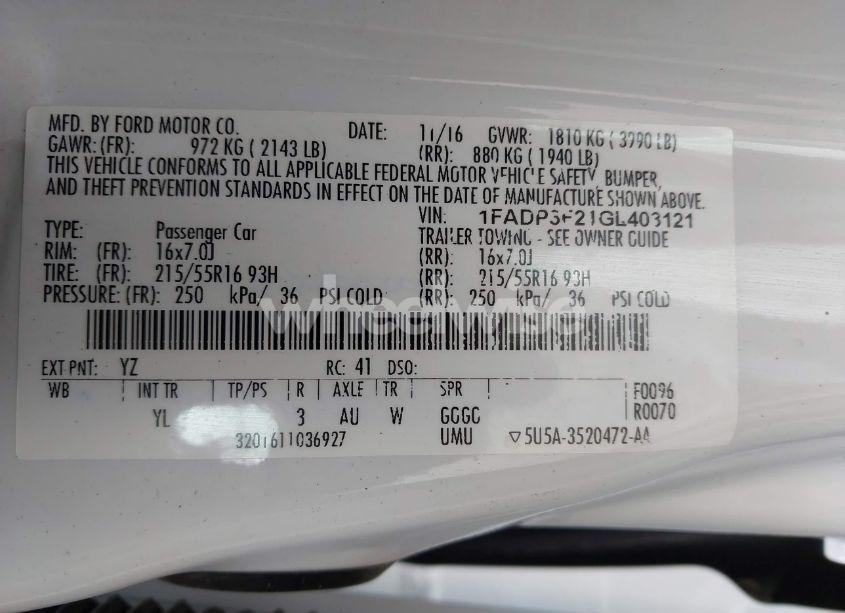 MFD. BY FORD MOTOR CO. DATE: 11/16 GVWR: 1810 KG ( 3990 LB)
GAWR: (FR): 972 KG ( 2143 LB) (RR): 880 KG ( 1940 LB)
THIS VEHICLE CONFORMS TO ALL APPLICABLE FEDERAL MOTOR VEHICLE SAFETY, BUMPER,
AND THEFT PREVENTION STANDARDS IN EFFECT ON THE DATE OF MANUFACTURE SHOWN ABOVE.
VIN: 1FADP3F21GL403121
TYPE: Passenger Car TRAILER TOWING - SEE OWNER GUIDE
RIM: (FR): 16x7.0J (RR): 16x7.0J
TIRE: (FR): 215/55R16 93H (RR): 215/55R16 93H
PRESSURE: (FR): 250 kPa/ 36 PSI COLD (RR): 250 kPa/ 36 PSI COLD
wheelwise
EXT PNT: YZ RC: 41 DSO:
WB INT TR TP/PS R AXLE TR SPR F0096
YL 3 AU W GGGG R0070
3201611036927 UMU ▽5U5A-3520472-AA